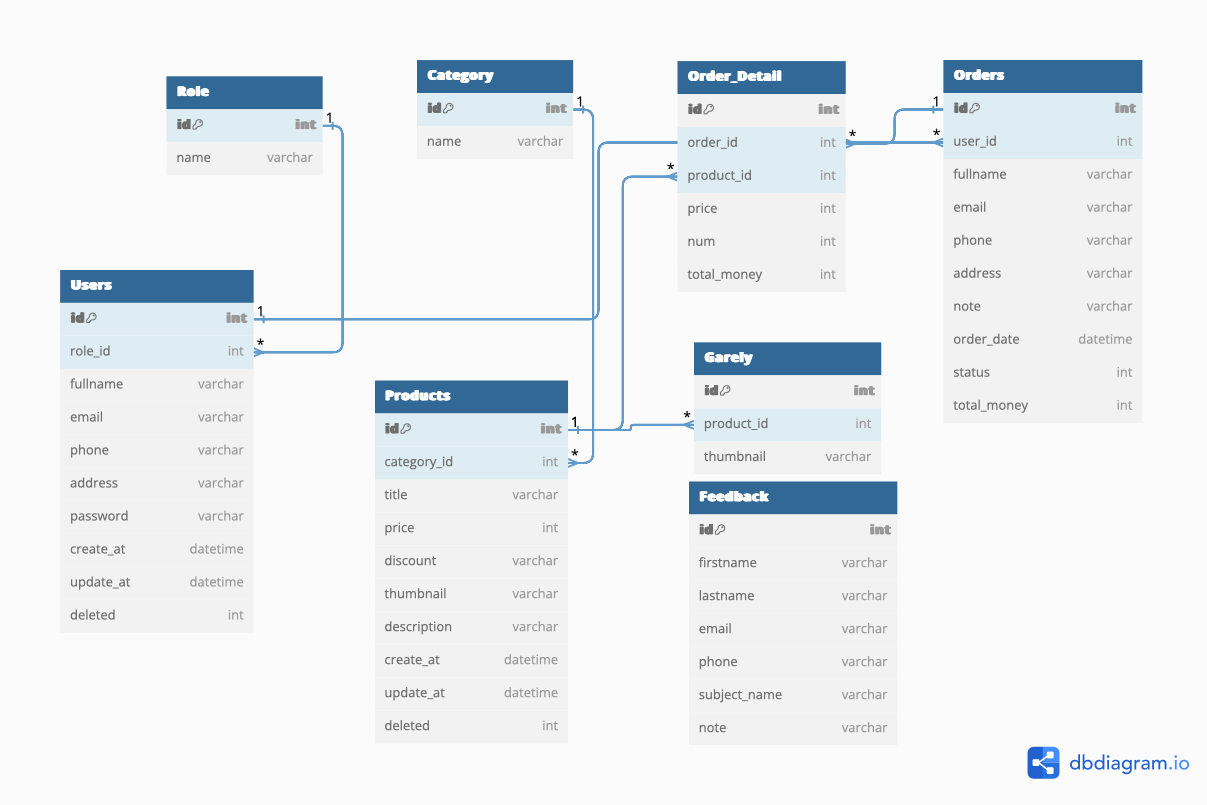 Role
id int
name varchar
Category
id int
name varchar
Order_Detail
id int
order_id int
product_id int
price int
num int
total_money int
Orders
id int
user_id int
fullname varchar
email varchar
phone varchar
address varchar
note varchar
order_date datetime
status int
total_money int
Users
id int
role_id int
fullname varchar
email varchar
phone varchar
address varchar
password varchar
create_at datetime
update_at datetime
deleted int
Products
id int
category_id int
title varchar
price int
discount varchar
thumbnail varchar
description varchar
create_at datetime
update_at datetime
deleted int
Garely
id int
product_id int
thumbnail varchar
Feedback
id int
firstname varchar
lastname varchar
email varchar
phone varchar
subject_name varchar
note varchar
1
*
1
*
1
*
1
*
*
1
*
dbdiagram.io